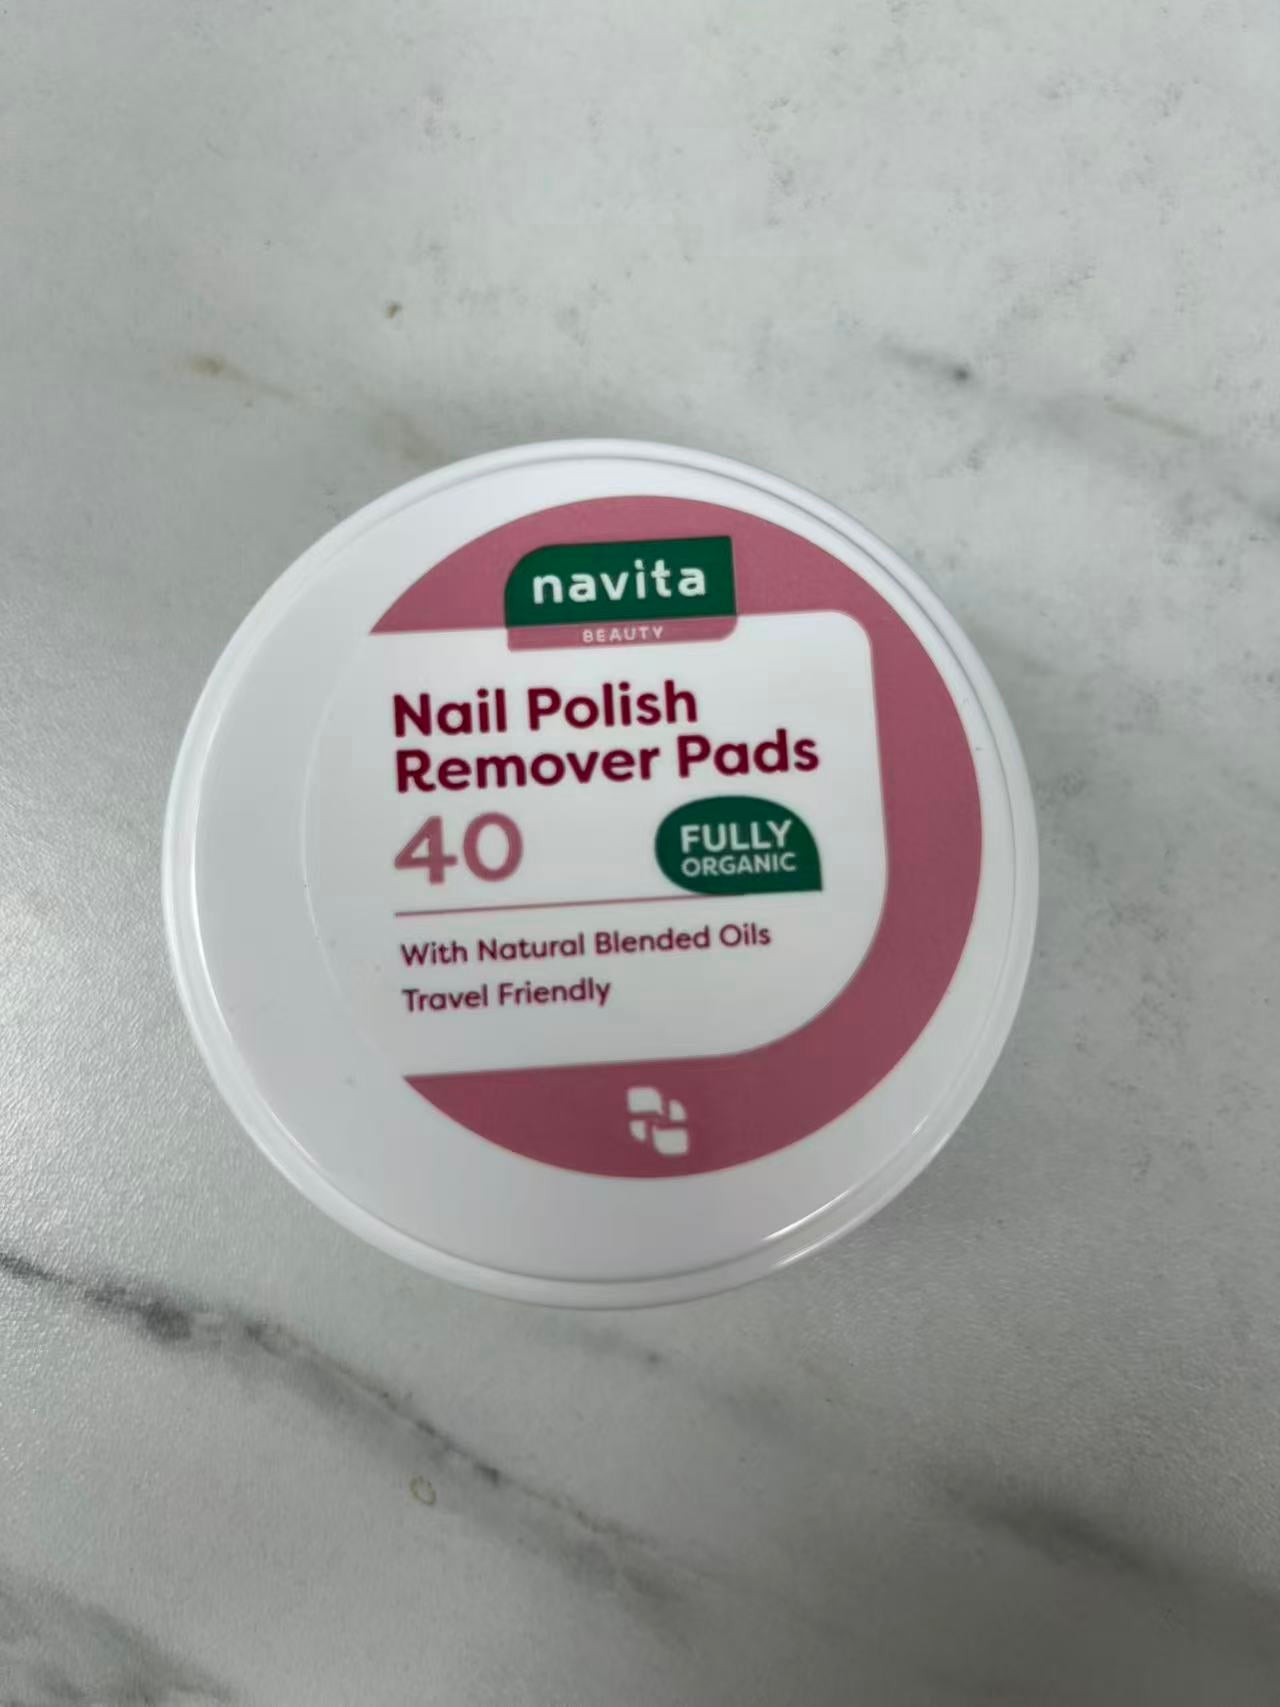 navita
BEAUTY
Nail Polish
Remover Pads
40
FULLY
ORGANIC
With Natural Blended Oils
Travel Friendly